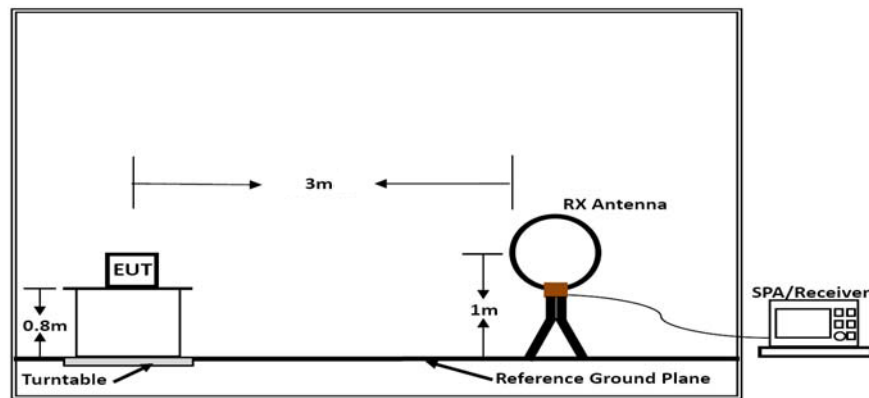 3m
RX Antenna
EUT
SPA/Receiver
0.8m
1m
Turntable
Reference Ground Plane